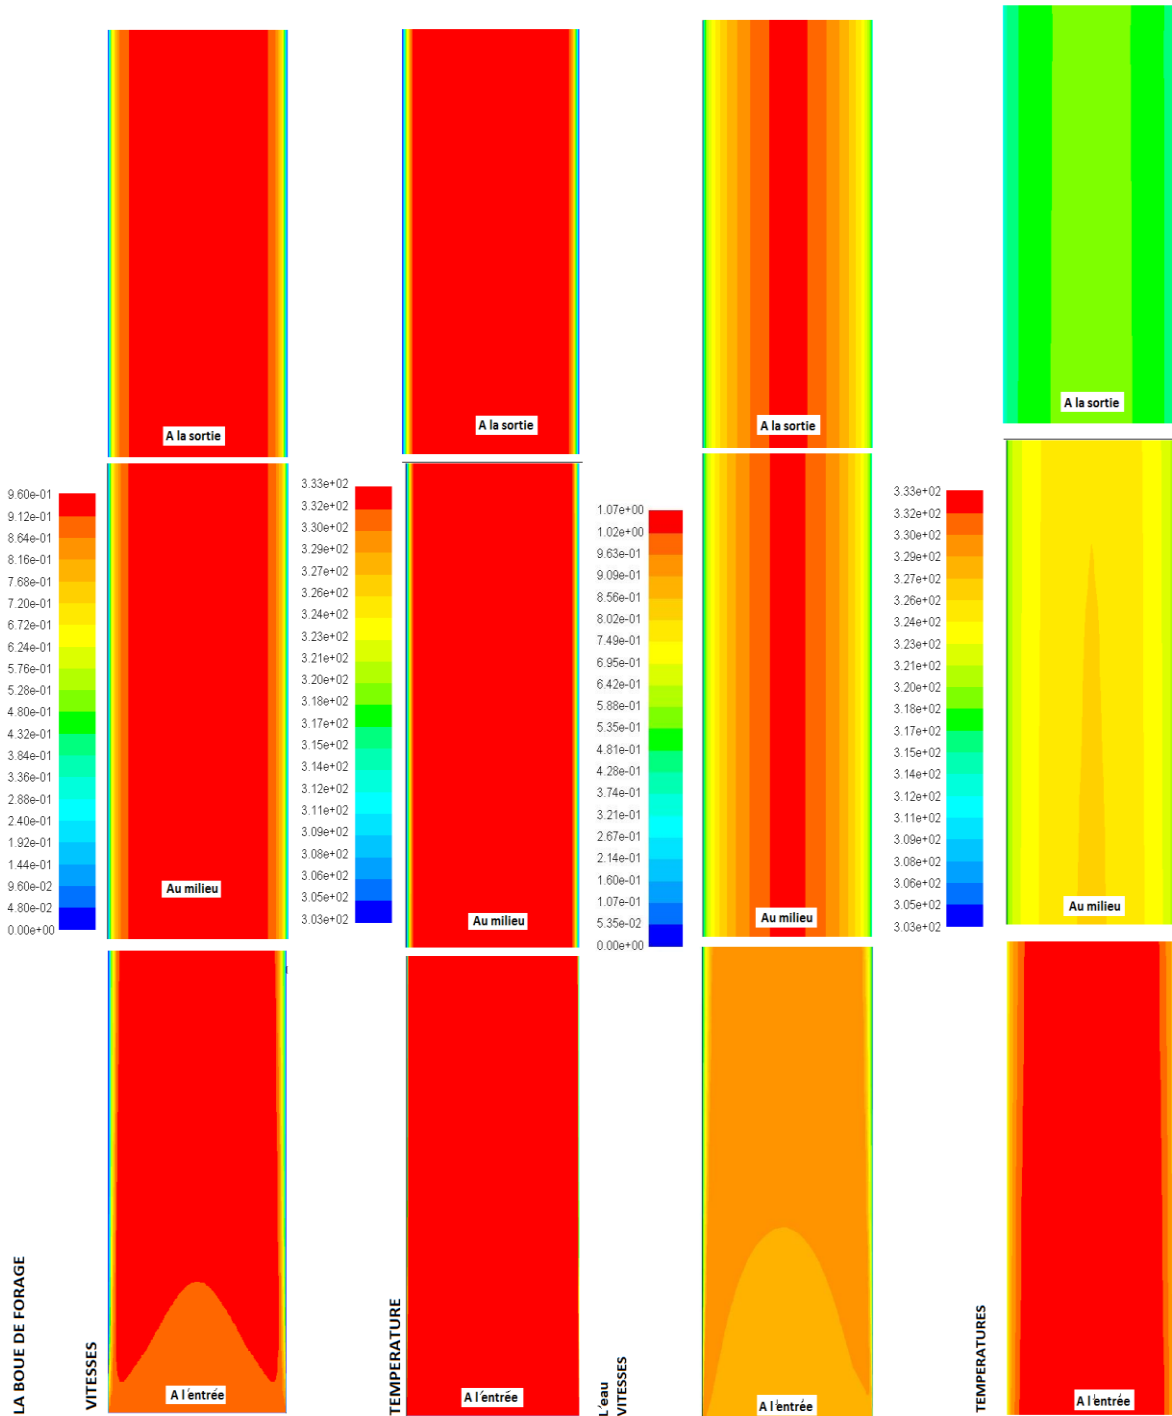 LA BOUE DE FORAGE
VITESSES
9.60e-01
9.12e-01
8.64e-01
8.16e-01
7.68e-01
7.20e-01
6.72e-01
6.24e-01
5.76e-01
5.28e-01
4.80e-01
4.32e-01
3.84e-01
3.36e-01
2.88e-01
2.40e-01
1.92e-01
1.44e-01
9.60e-02
4.80e-02
0.00e+00
A la sortie
Au milieu
A l'entrée
TEMPERATURE
3.33e+02
3.32e+02
3.30e+02
3.29e+02
3.27e+02
3.26e+02
3.24e+02
3.23e+02
3.21e+02
3.20e+02
3.18e+02
3.17e+02
3.15e+02
3.14e+02
3.12e+02
3.11e+02
3.09e+02
3.08e+02
3.06e+02
3.05e+02
3.03e+02
A la sortie
Au milieu
A l'entrée
L'eau
VITESSES
1.07e+00
1.02e+00
9.63e-01
9.09e-01
8.56e-01
8.02e-01
7.49e-01
6.95e-01
6.42e-01
5.88e-01
5.35e-01
4.81e-01
4.28e-01
3.74e-01
3.21e-01
2.67e-01
2.14e-01
1.60e-01
1.07e-01
5.35e-02
0.00e+00
A la sortie
Au milieu
A l'entrée
TEMPERATURES
3.33e+02
3.32e+02
3.30e+02
3.29e+02
3.27e+02
3.26e+02
3.24e+02
3.23e+02
3.21e+02
3.20e+02
3.18e+02
3.17e+02
3.15e+02
3.14e+02
3.12e+02
3.11e+02
3.09e+02
3.08e+02
3.06e+02
3.05e+02
3.03e+02
A la sortie
Au milieu
A l'entrée